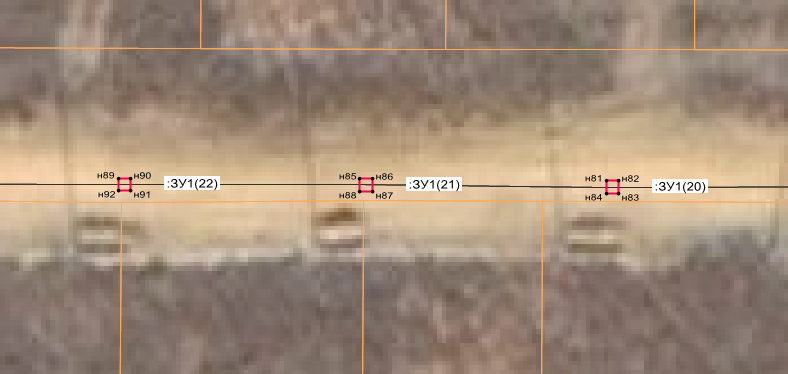 н89 н90
:ЗУ1(22)
н92 н91
н85 н86
:ЗУ1(21)
н88 н87
н81 н82
:ЗУ1(20)
н84 н83